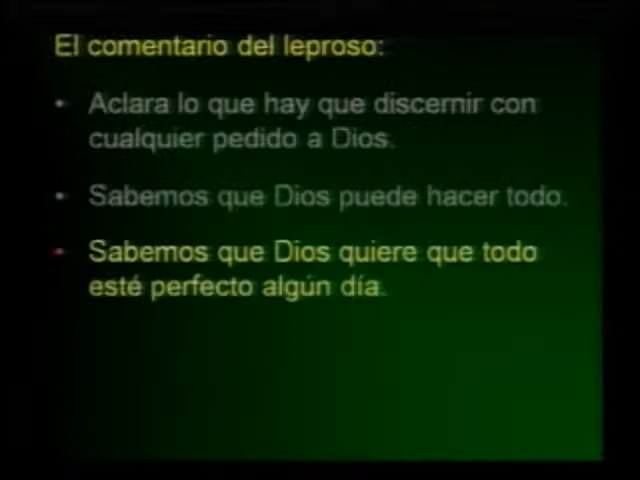 El comentario del leproso:
• Aclara lo que hay que discernir con
cualquier pedido a Dios.
• Sabemos que Dios puede hacer todo.
• Sabemos que Dios quiere que todo
esté perfecto algún día.